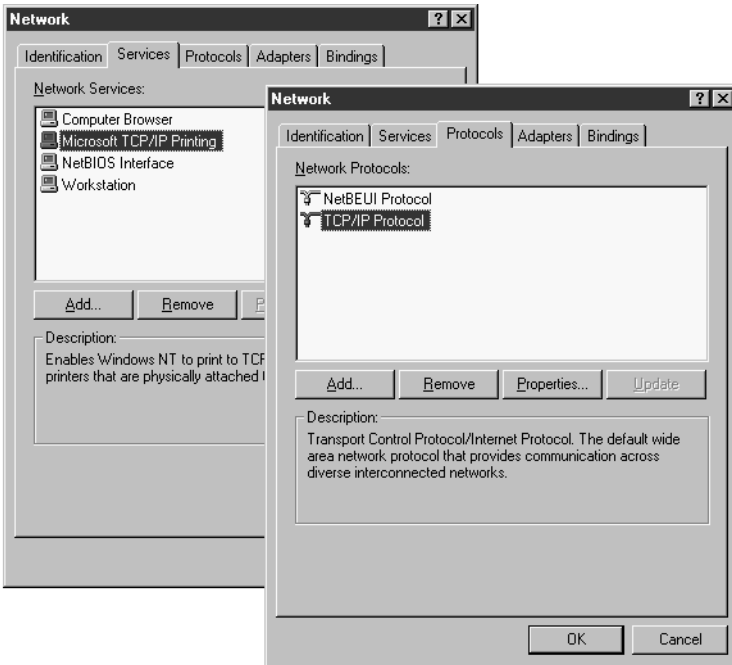 Network
Identification Services Protocols Adapters Bindings
Network Services:
Computer Browser
Microsoft TCP/IP Printing
NetBIOS Interface
Workstation
Add... Remove
Description:
Enables Windows NT to print to TCP
printers that are physically attached
Network
Identification Services Protocols Adapters Bindings
Network Protocols:
NetBEUI Protocol
TCP/IP Protocol
Add... Remove Properties... Update
Description:
Transport Control Protocol/Internet Protocol. The default wide
area network protocol that provides communication across
diverse interconnected networks.
OK Cancel